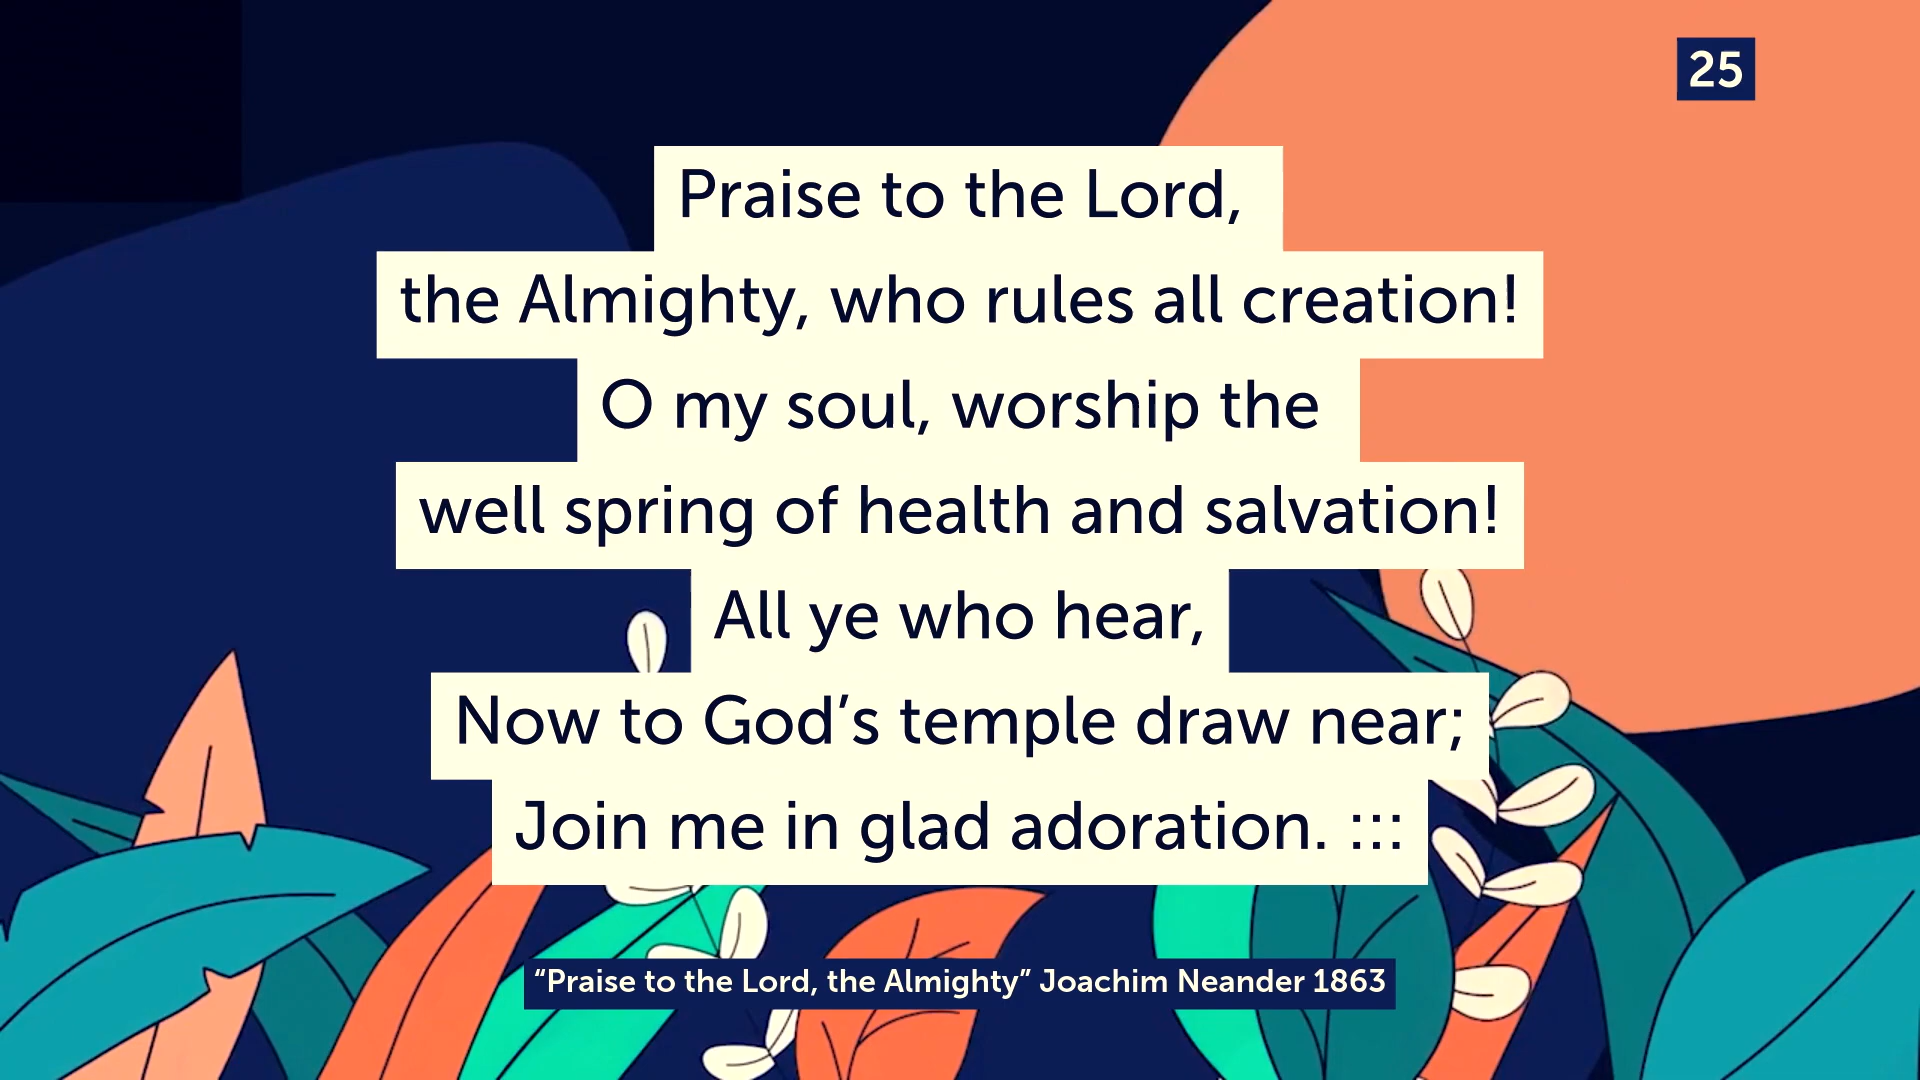 25
Praise to the Lord,
the Almighty, who rules all creation!
O my soul, worship the
well spring of health and salvation!
All ye who hear,
Now to God’s temple draw near;
Join me in glad adoration. :::
“Praise to the Lord, the Almighty” Joachim Neander 1863